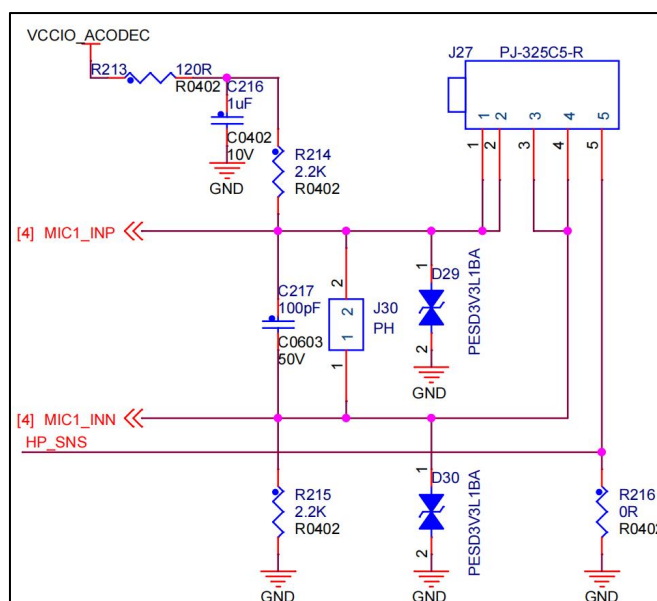 VCCIO_ACODEC
J27 PJ-325C5-R
R213 120R
R0402
C216
1uF
C0402
10V
GND
1 2 3 4 5
1 2 3 4 5
R214
2.2K
R0402
[4] MIC1_INP
C217
100pF
C0603
50V
2
2
J30
PH
1
1
1
D29
2
PESD3V3L1BA
GND
[4] MIC1_INN
HP_SNS
R215
2.2K
R0402
GND
1
D30
2
PESD3V3L1BA
GND
R216
0R
R0402
GND